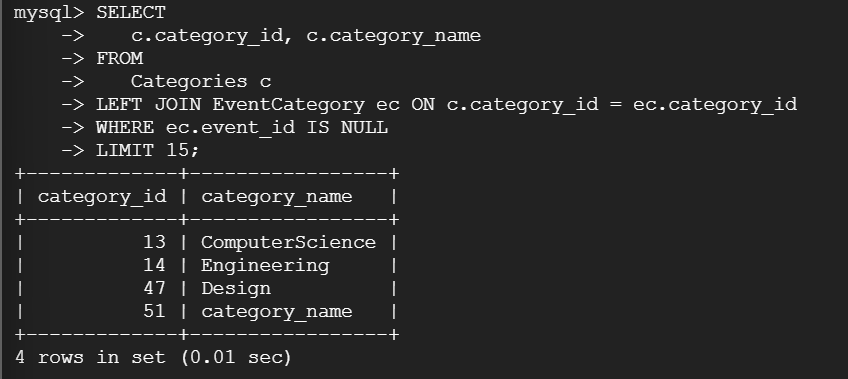 mysql> SELECT
    ->    c.category_id, c.category_name
    -> FROM
    ->    Categories c
    -> LEFT JOIN EventCategory ec ON c.category_id = ec.category_id
    -> WHERE ec.event_id IS NULL
    -> LIMIT 15;
+-------------+-----------------+
| category_id | category_name   |
+-------------+-----------------+
|          13 | ComputerScience |
|          14 | Engineering     |
|          47 | Design          |
|          51 | category_name   |
+-------------+-----------------+
4 rows in set (0.01 sec)